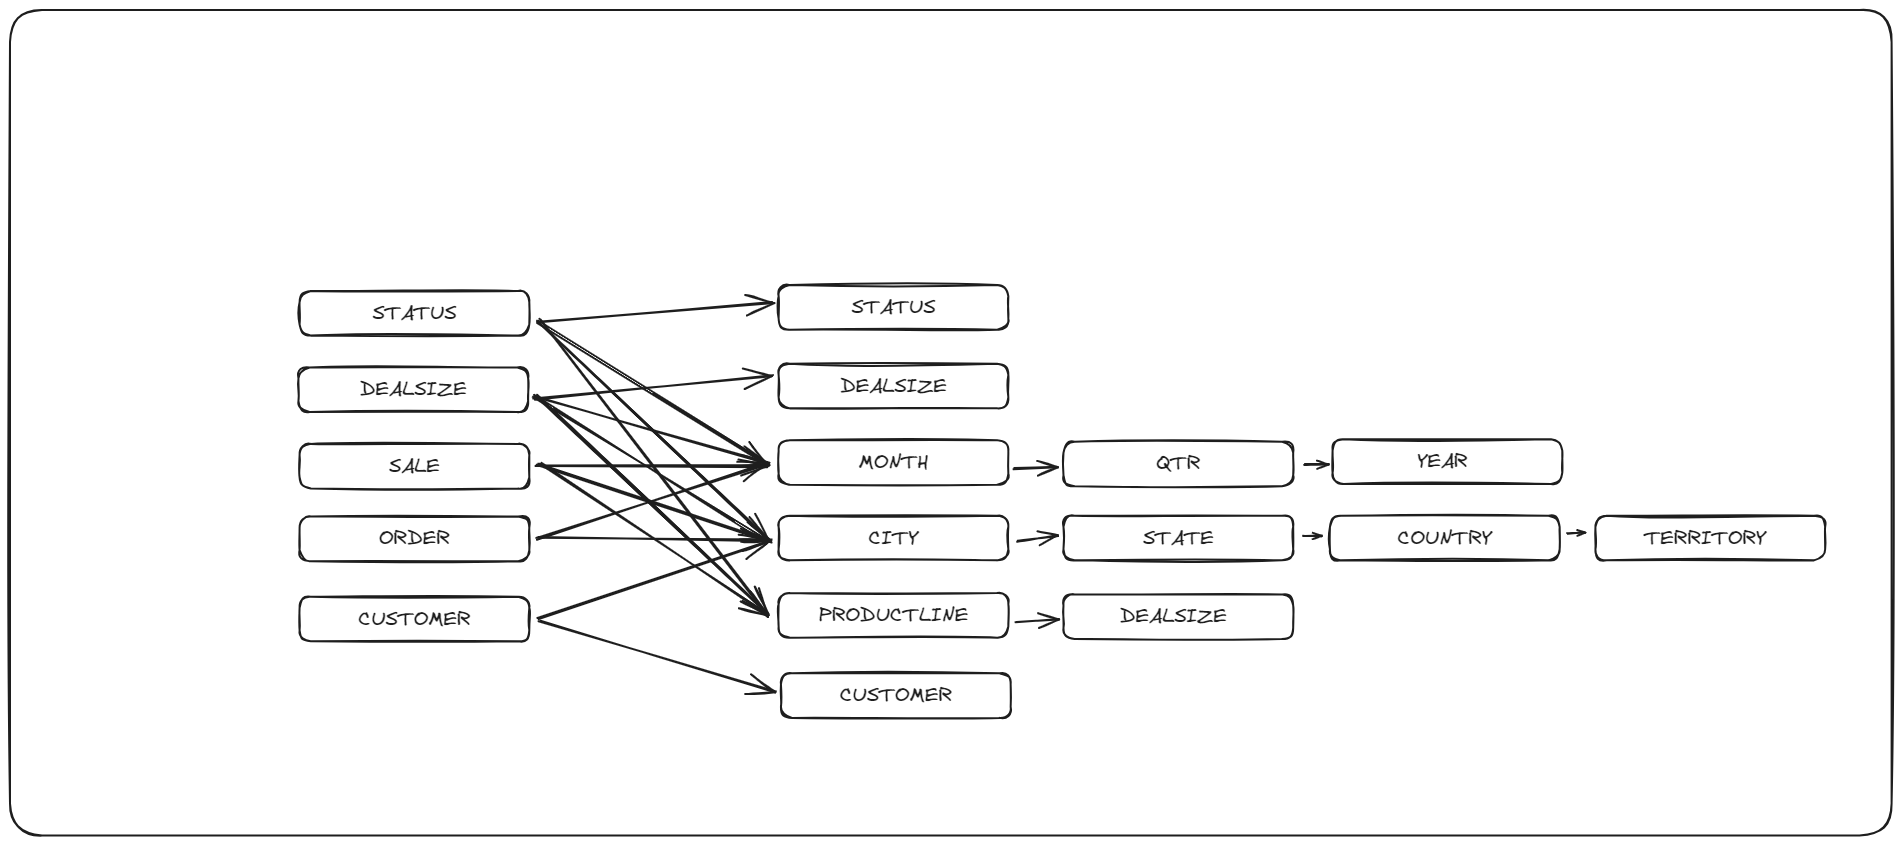 STATUS
DEALSIZE
SALE
ORDER
CUSTOMER
STATUS
DEALSIZE
MONTH
QTR
YEAR
CITY
STATE
COUNTRY
TERRITORY
PRODUCTLINE
DEALSIZE
CUSTOMER